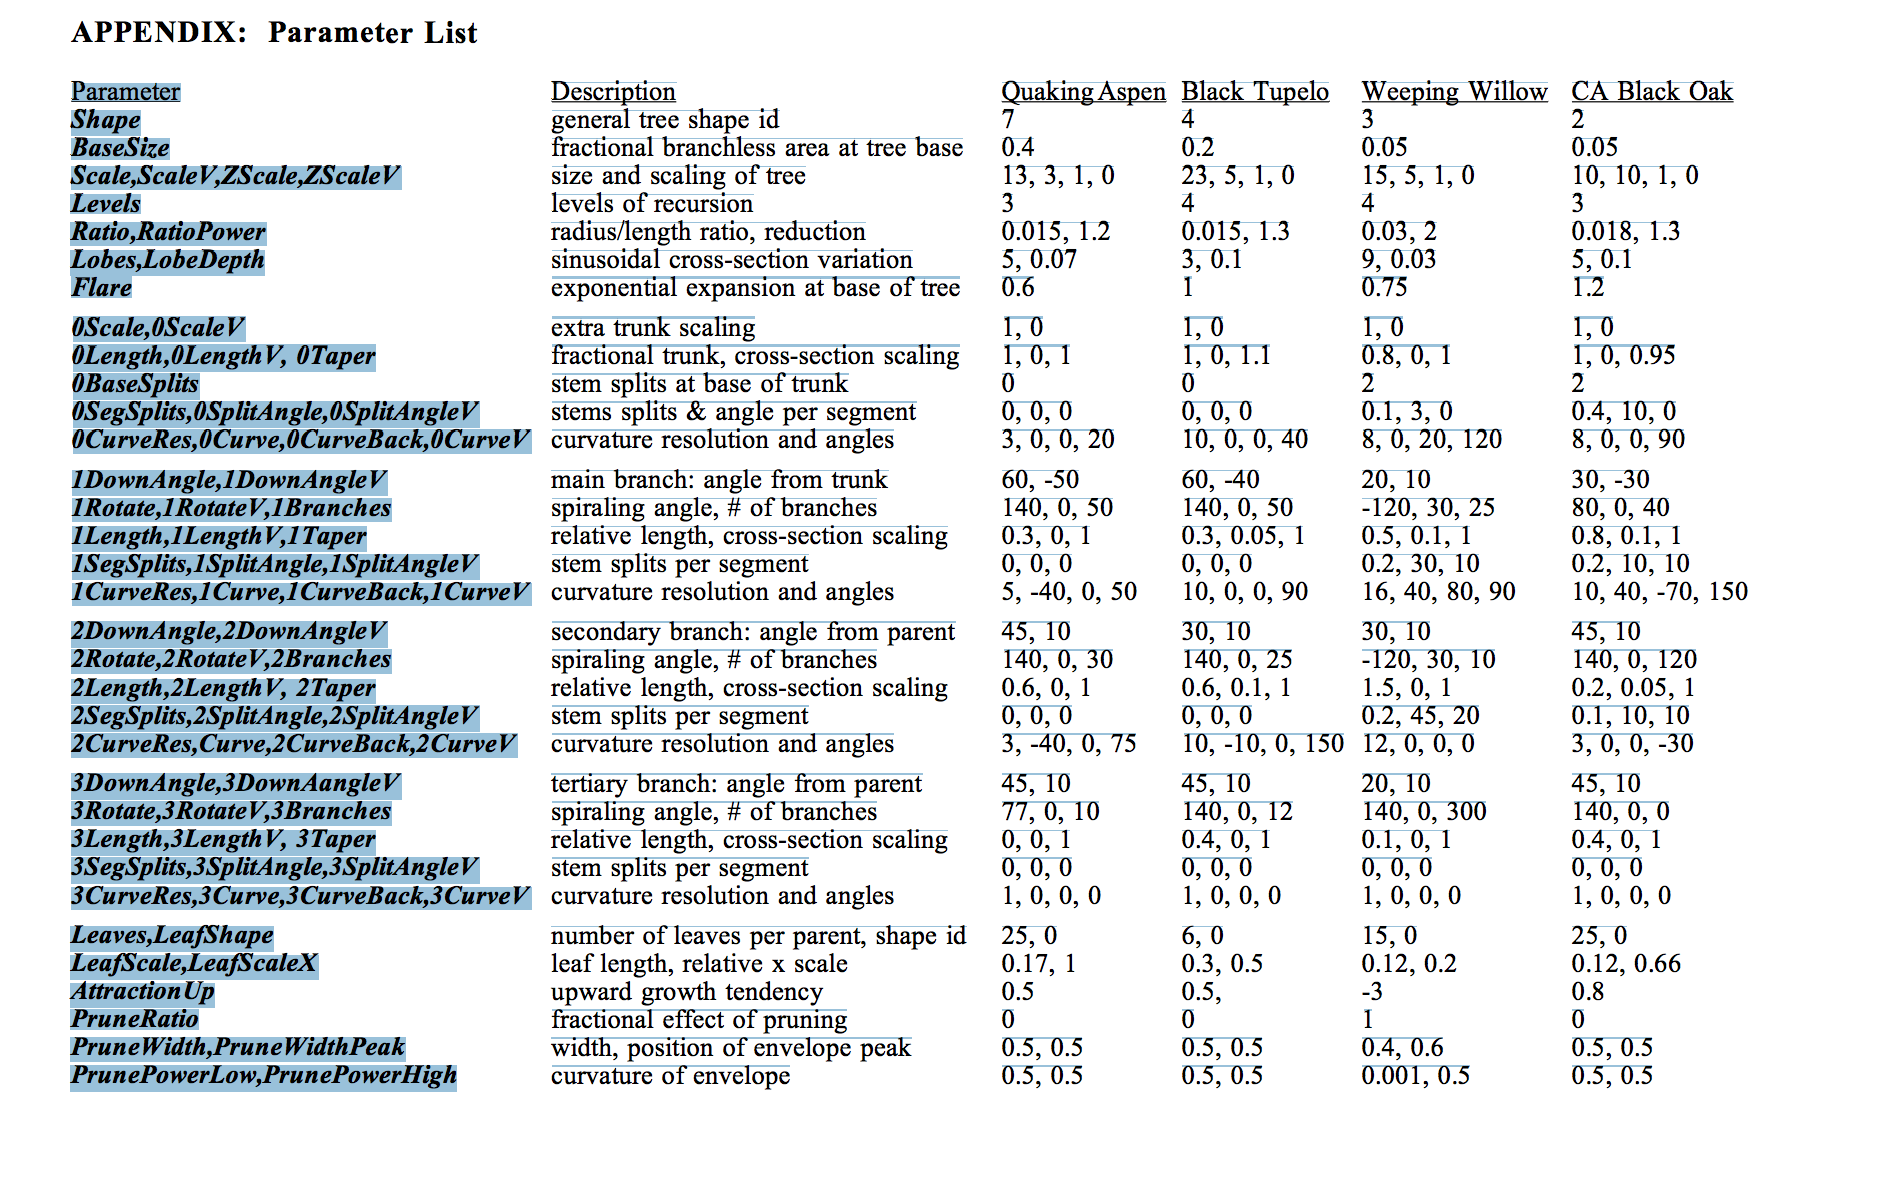 APPENDIX: Parameter List
Parameter Description Quaking Aspen Black Tupelo Weeping Willow CA Black Oak
Shape general tree shape id 7 4 3 2
BaseSize fractional branchless area at tree base 0.4 0.2 0.05 0.05
Scale,ScaleV,ZScale,ZScaleV size and scaling of tree 13, 3, 1, 0 23, 5, 1, 0 15, 5, 1, 0 10, 10, 1, 0
Levels levels of recursion 3 4 4 3
Ratio,RatioPower radius/length ratio, reduction 0.015, 1.2 0.015, 1.3 0.03, 2 0.018, 1.3
Lobes,LobeDepth sinusoidal cross-section variation 5, 0.07 3, 0.1 9, 0.03 5, 0.1
Flare exponential expansion at base of tree 0.6 1 0.75 1.2
0Scale,0ScaleV extra trunk scaling 1, 0 1, 0 1, 0 1, 0
0Length,0LengthV, 0Taper fractional trunk, cross-section scaling 1, 0, 1 1, 0, 1.1 0.8, 0, 1 1, 0, 0.95
0BaseSplits stem splits at base of trunk 0 0 2 2
0SegSplits,0SplitAngle,0SplitAngleV stems splits & angle per segment 0, 0, 0 0, 0, 0 0.1, 3, 0 0.4, 10, 0
0CurveRes,0Curve,0CurveBack,0CurveV curvature resolution and angles 3, 0, 0, 20 10, 0, 0, 40 8, 0, 20, 120 8, 0, 0, 90
1DownAngle,1DownAngleV main branch: angle from trunk 60, -50 60, -40 20, 10 30, -30
1Rotate,1RotateV,1Branches spiraling angle, # of branches 140, 0, 50 140, 0, 50 -120, 30, 25 80, 0, 40
1Length,1LengthV,1Taper relative length, cross-section scaling 0.3, 0, 1 0.3, 0.05, 1 0.5, 0.1, 1 0.8, 0.1, 1
1SegSplits,1SplitAngle,1SplitAngleV stem splits per segment 0, 0, 0 0, 0, 0 0.2, 30, 10 0.2, 10, 10
1CurveRes,1Curve,1CurveBack,1CurveV curvature resolution and angles 5, -40, 0, 50 10, 0, 0, 90 16, 40, 80, 90 10, 40, -70, 150
2DownAngle,2DownAngleV secondary branch: angle from parent 45, 10 30, 10 30, 10 45, 10
2Rotate,2RotateV,2Branches spiraling angle, # of branches 140, 0, 30 140, 0, 25 -120, 30, 10 140, 0, 120
2Length,2LengthV, 2Taper relative length, cross-section scaling 0.6, 0, 1 0.6, 0.1, 1 1.5, 0, 1 0.2, 0.05, 1
2SegSplits,2SplitAngle,2SplitAngleV stem splits per segment 0, 0, 0 0, 0, 0 0.2, 45, 20 0.1, 10, 10
2CurveRes,Curve,2CurveBack,2CurveV curvature resolution and angles 3, -40, 0, 75 10, -10, 0, 150 12, 0, 0, 0 3, 0, 0, -30
3DownAngle,3DownAangleV tertiary branch: angle from parent 45, 10 45, 10 20, 10 45, 10
3Rotate,3RotateV,3Branches spiraling angle, # of branches 77, 0, 10 140, 0, 12 140, 0, 300 140, 0, 0
3Length,3LengthV, 3Taper relative length, cross-section scaling 0, 0, 1 0.4, 0, 1 0.1, 0, 1 0.4, 0, 1
3SegSplits,3SplitAngle,3SplitAngleV stem splits per segment 0, 0, 0 0, 0, 0 0, 0, 0 0, 0, 0
3CurveRes,3Curve,3CurveBack,3CurveV curvature resolution and angles 1, 0, 0, 0 1, 0, 0, 0 1, 0, 0, 0 1, 0, 0, 0
Leaves,LeafShape number of leaves per parent, shape id 25, 0 6, 0 15, 0 25, 0
LeafScale,LeafScaleX leaf length, relative x scale 0.17, 1 0.3, 0.5 0.12, 0.2 0.12, 0.66
AttractionUp upward growth tendency 0.5 0.5, -3 0.8
PruneRatio fractional effect of pruning 0 0 1 0
PruneWidth,PruneWidthPeak width, position of envelope peak 0.5, 0.5 0.5, 0.5 0.4, 0.6 0.5, 0.5
PrunePowerLow,PrunePowerHigh curvature of envelope 0.5, 0.5 0.5, 0.5 0.001, 0.5 0.5, 0.5